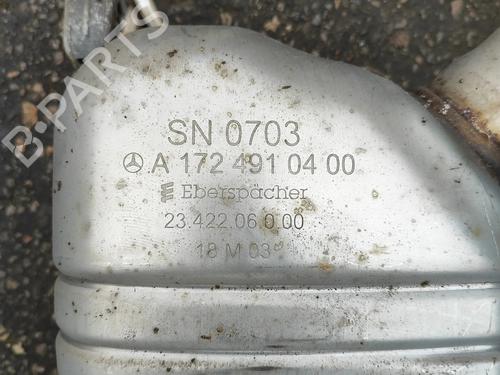 B-PARTS
SN 0703
A 172 491 04 00
Eberspächer
23.422.06.0.00
18 M 03